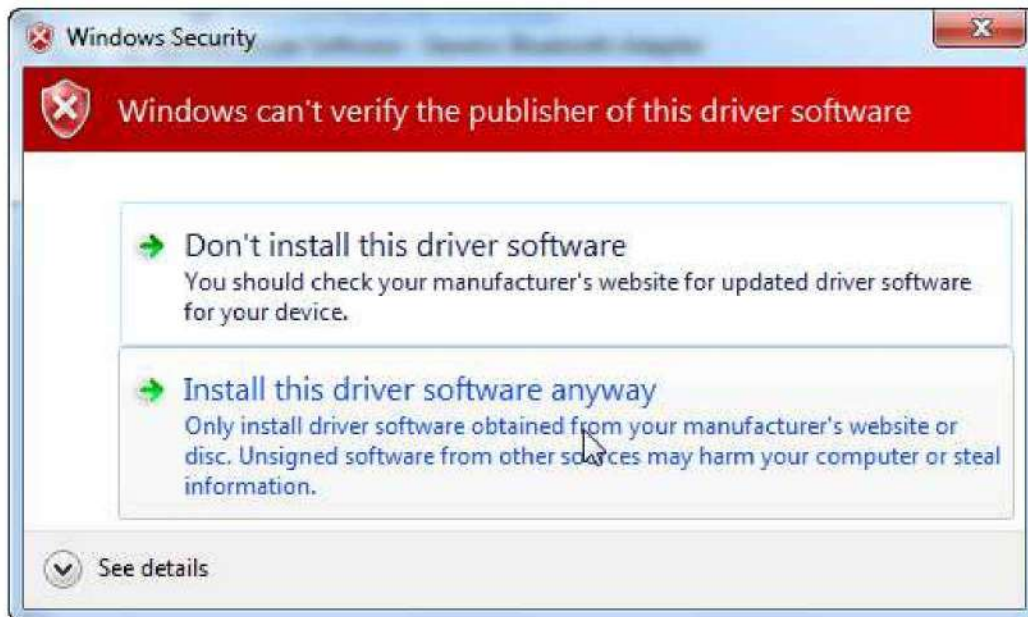 Windows Security
Windows can't verify the publisher of this driver software
Don't install this driver software
You should check your manufacturer's website for updated driver software
for your device.
Install this driver software anyway
Only install driver software obtained from your manufacturer's website or
disc. Unsigned software from other sources may harm your computer or steal
information.
See details